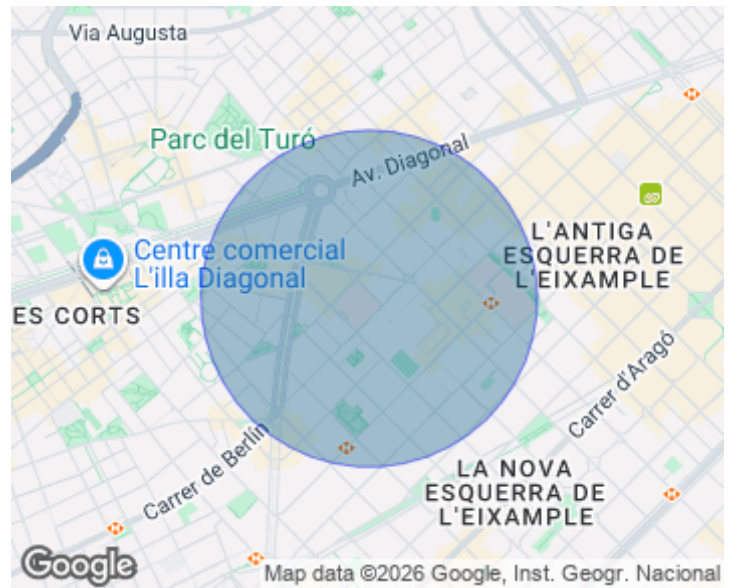 Via Augusta
Parc del Turó
Av. Diagonal
L'ANTIGA
ESQUERRA DE
L'EIXAMPLE
Centre comercial
L'illa Diagonal
ES CORTS
Carrer d'Aragó
Carrer de Berlín
LA NOVA
ESQUERRA DE
L'EIXAMPLE
Google
Map data ©2026 Google, Inst. Geogr. Nacional